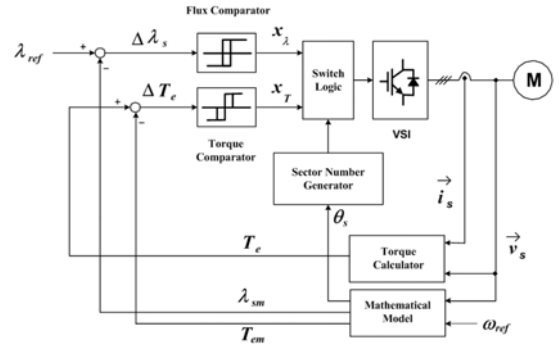 Flux Comparator
λref
+
−
Δλs
xλ
Switch
Logic
VSI
M
+
−
ΔTe
xT
Torque
Comparator
Sector Number
Generator
θs
is
vs
Te
Torque
Calculator
λsm
Mathematical
Model
Tem
ωref